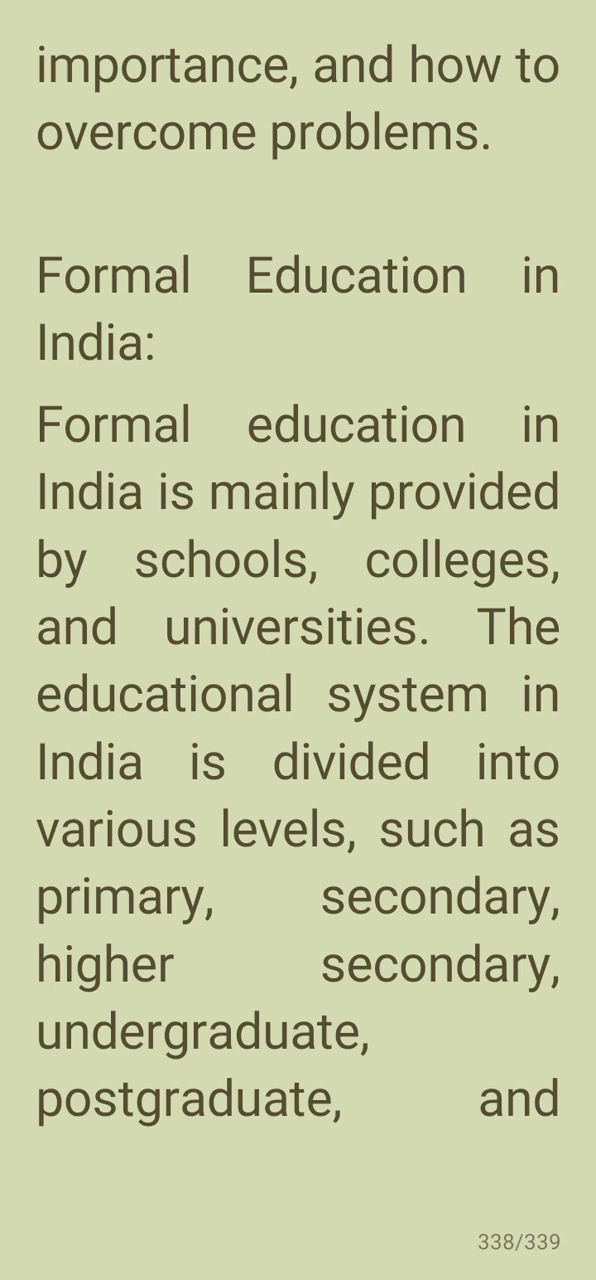 importance, and how to
overcome problems.
Formal Education in
India:
Formal education in
India is mainly provided
by schools, colleges,
and universities. The
educational system in
India is divided into
various levels, such as
primary, secondary,
higher secondary,
undergraduate,
postgraduate, and
338/339